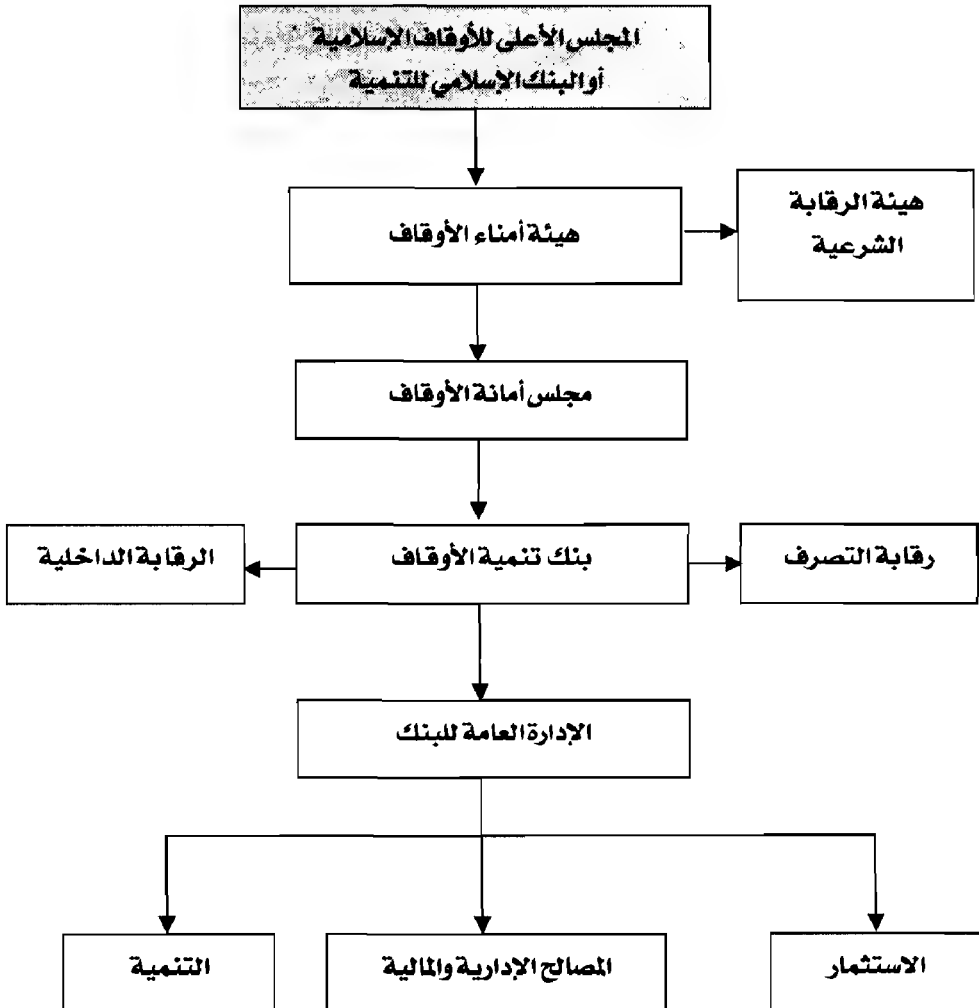 المجلس الأعلى للأوقاف الإسلامية
أو البنك الإسلامي للتنمية
هيئة أمناء الأوقاف
هيئة الرقابة
الشرعية
مجلس أمانة الأوقاف
رقابة التصرف
بنك تنمية الأوقاف
الرقابة الداخلية
الإدارة العامة للبنك
الاستثمار
المصالح الإدارية والمالية
التنمية